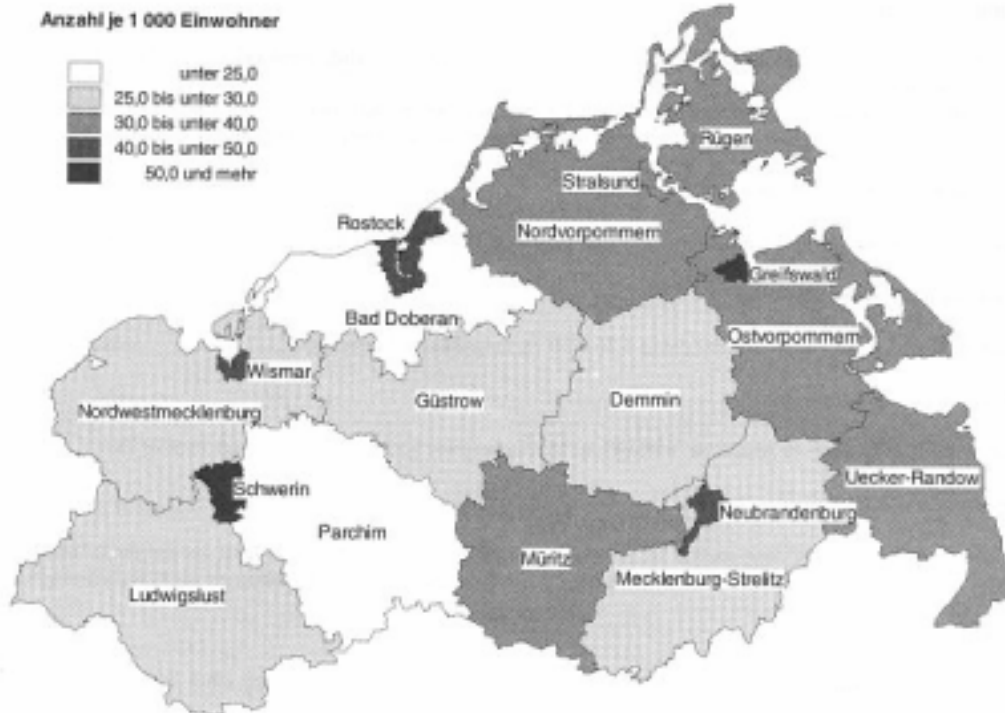 Anzahl je 1 000 Einwohner
unter 25,0
25,0 bis unter 30,0
30,0 bis unter 40,0
40,0 bis unter 50,0
50,0 und mehr
Rügen
Stralsund
Rostock
Nordvorpommern
Greifswald
Bad Doberan
Ostvorpommern
Wismar
Nordwestmecklenburg
Güstrow
Demmin
Schwerin
Uecker-Randow
Neubrandenburg
Parchim
Müritz
Mecklenburg-Strelitz
Ludwigslust